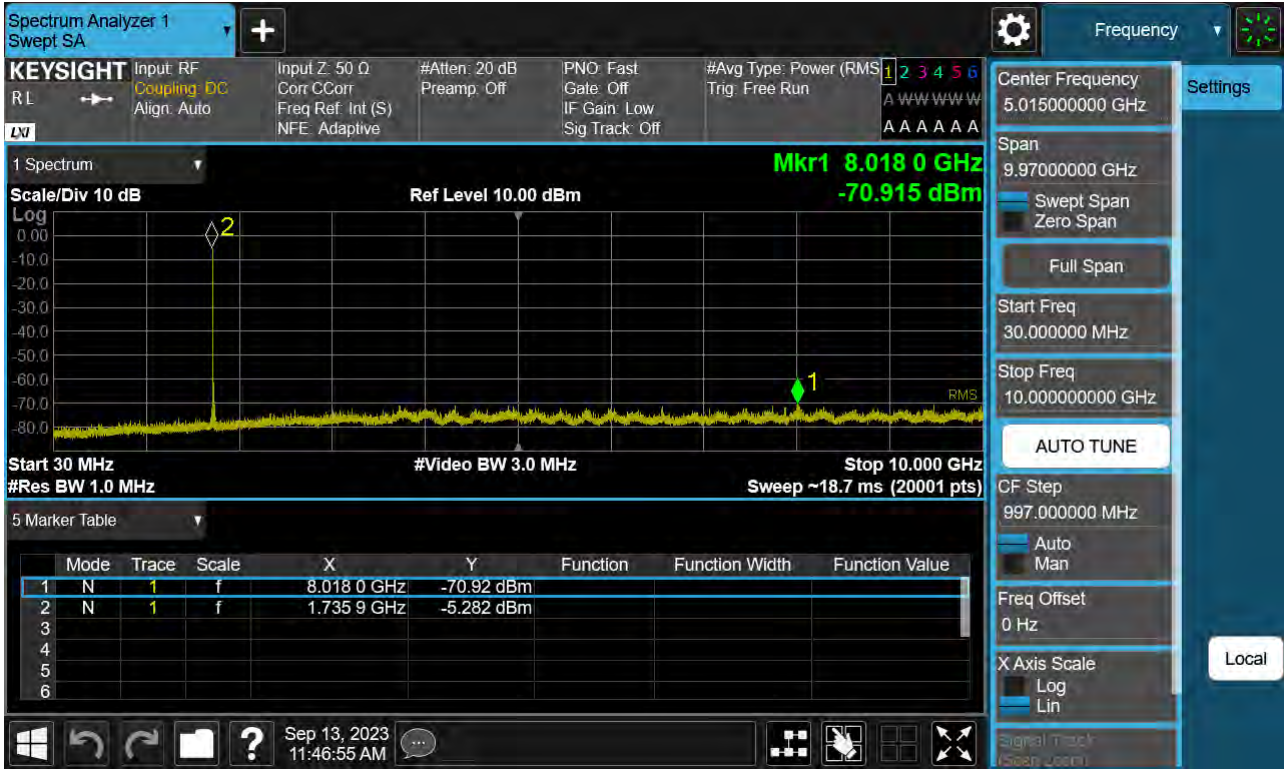 Spectrum Analyzer 1
Swept SA
+
Frequency
KEYSIGHT
RL
LXI
Input: RF
Coupling: DC
Align: Auto
Input Z: 50 Ω
Corr CCorr
Freq Ref: Int (S)
NFE: Adaptive
#Atten: 20 dB
Preamp: Off
PNO: Fast
Gate: Off
IF Gain: Low
Sig Track: Off
#Avg Type: Power (RMS
Trig: Free Run
1 2 3 4 5 6
A W W W W W
A A A A A A
1 Spectrum
Mkr1 8.018 0 GHz
-70.915 dBm
Scale/Div 10 dB
Ref Level 10.00 dBm
Log
0.00
-10.0
-20.0
-30.0
-40.0
-50.0
-60.0
-70.0
-80.0
2
1
RMS
Start 30 MHz
#Video BW 3.0 MHz
Stop 10.000 GHz
#Res BW 1.0 MHz
Sweep ~18.7 ms (20001 pts)
5 Marker Table
Mode Trace Scale X Y Function Function Width Function Value
1 N 1 f 8.018 0 GHz -70.92 dBm
2 N 1 f 1.735 9 GHz -5.282 dBm
3
4
5
6
Sep 13, 2023
11:46:55 AM
Center Frequency
5.015000000 GHz
Settings
Span
9.97000000 GHz
Swept Span
Zero Span
Full Span
Start Freq
30.000000 MHz
Stop Freq
10.000000000 GHz
AUTO TUNE
CF Step
997.000000 MHz
Auto
Man
Freq Offset
0 Hz
X Axis Scale
Log
Lin
Local
Signal Track
(Span Zoom)